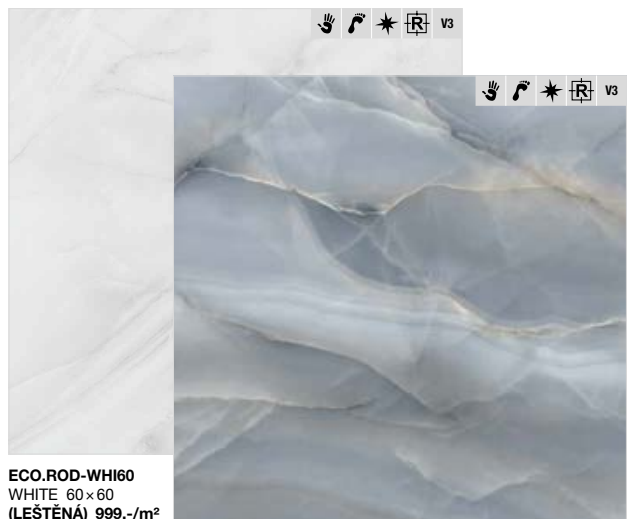 R V3
R V3
ECO.ROD-WHI60
WHITE 60×60
(LEŠTĚNÁ) 999,-/m²